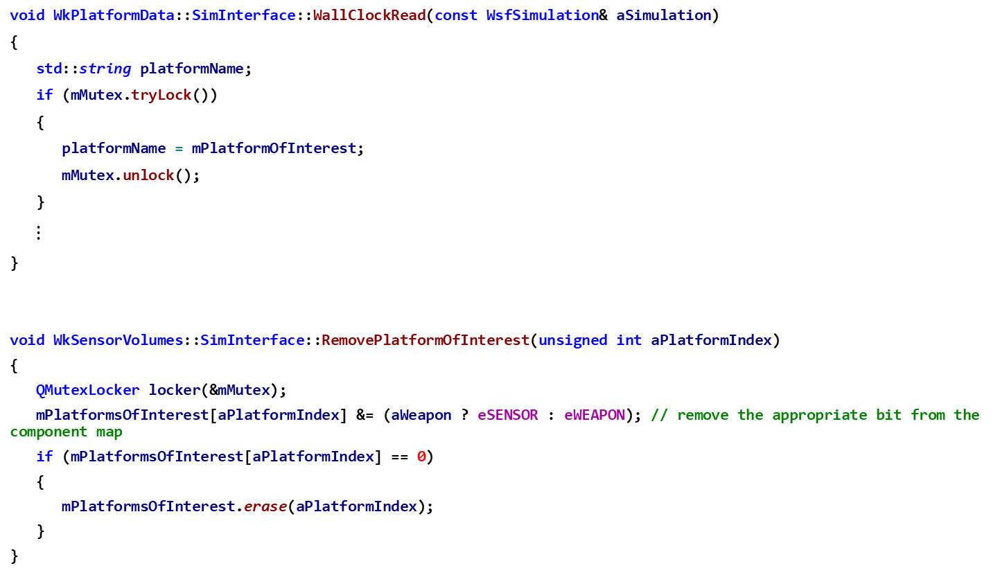 void WkPlatformData::SimInterface::WallClockRead(const WsfSimulation& aSimulation)
{
   std::string platformName;
   if (mMutex.tryLock())
   {
      platformName = mPlatformOfInterest;
      mMutex.unlock();
   }
   ⋮
}
void WkSensorVolumes::SimInterface::RemovePlatformOfInterest(unsigned int aPlatformIndex)
{
   QMutexLocker locker(&mMutex);
   mPlatformsOfInterest[aPlatformIndex] &= (aWeapon ? eSENSOR : eWEAPON); // remove the appropriate bit from the
component map
   if (mPlatformsOfInterest[aPlatformIndex] == 0)
   {
      mPlatformsOfInterest.erase(aPlatformIndex);
   }
}